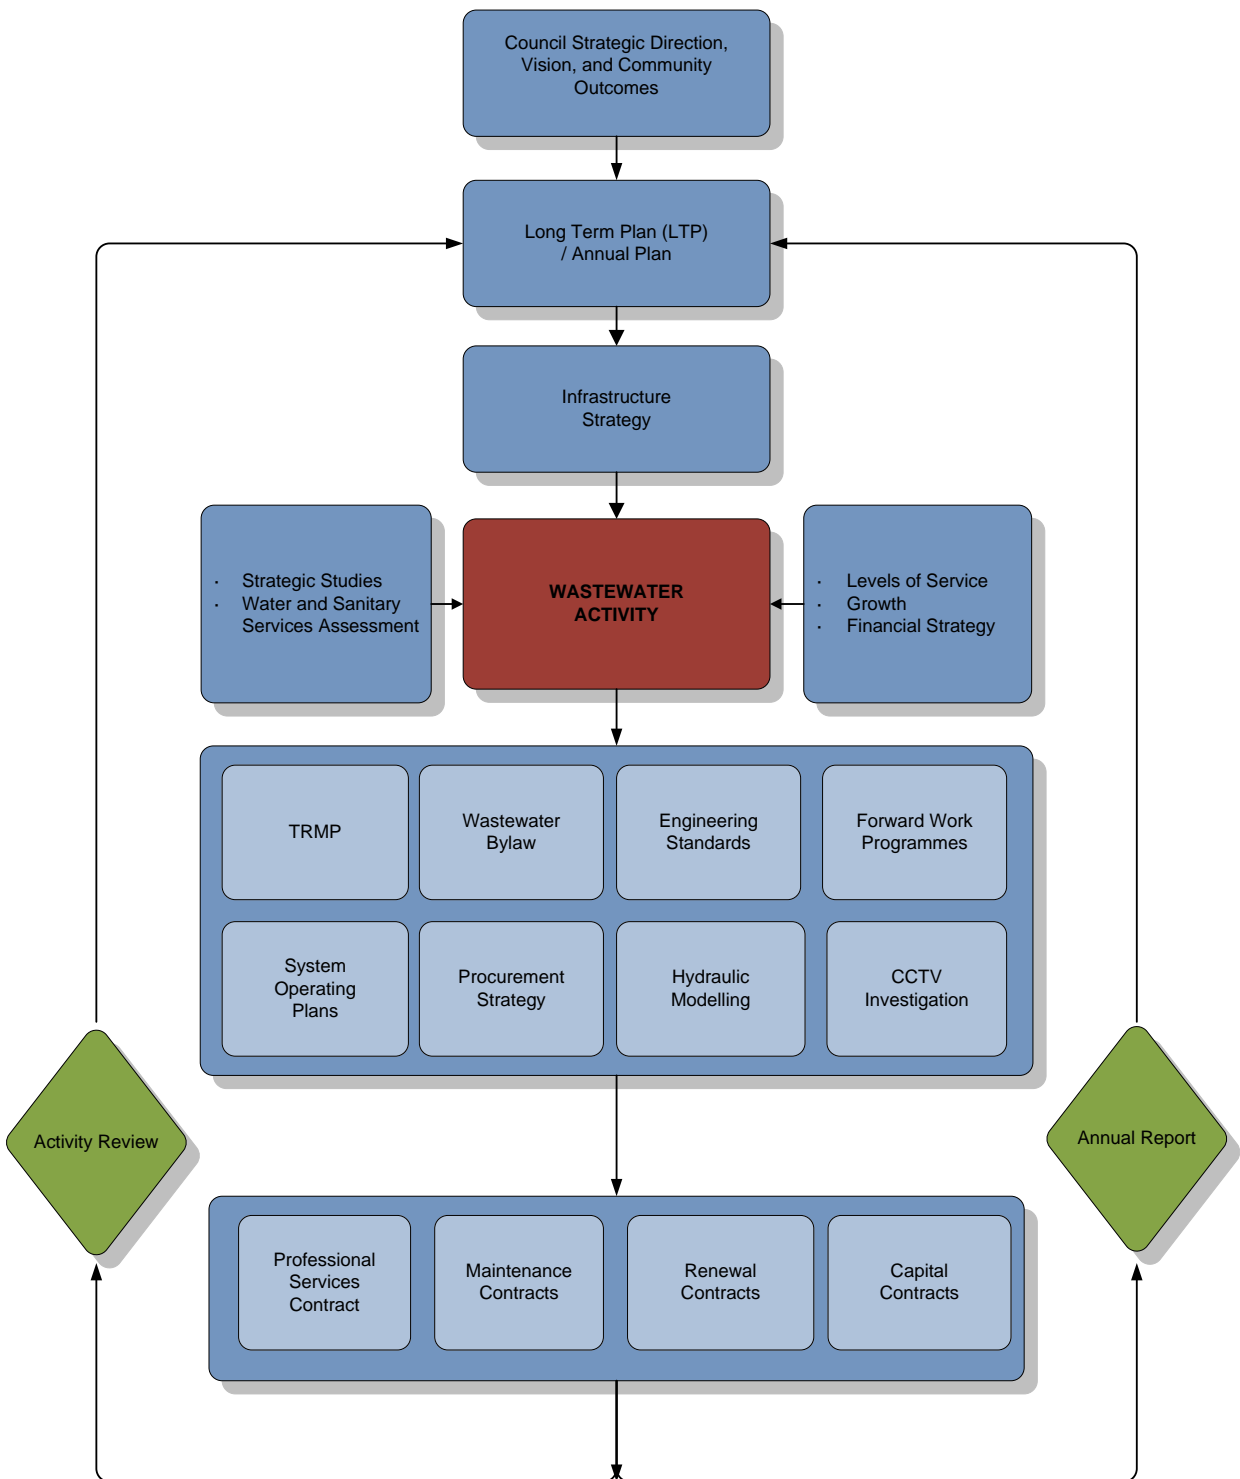 Council Strategic Direction,
Vision, and Community
Outcomes
Long Term Plan (LTP)
/ Annual Plan
Infrastructure
Strategy
· Strategic Studies
· Water and Sanitary
Services Assessment
WASTEWATER
ACTIVITY
· Levels of Service
· Growth
· Financial Strategy
TRMP
Wastewater
Bylaw
Engineering
Standards
Forward Work
Programmes
System
Operating
Plans
Procurement
Strategy
Hydraulic
Modelling
CCTV
Investigation
Activity Review
Annual Report
Professional
Services
Contract
Maintenance
Contracts
Renewal
Contracts
Capital
Contracts